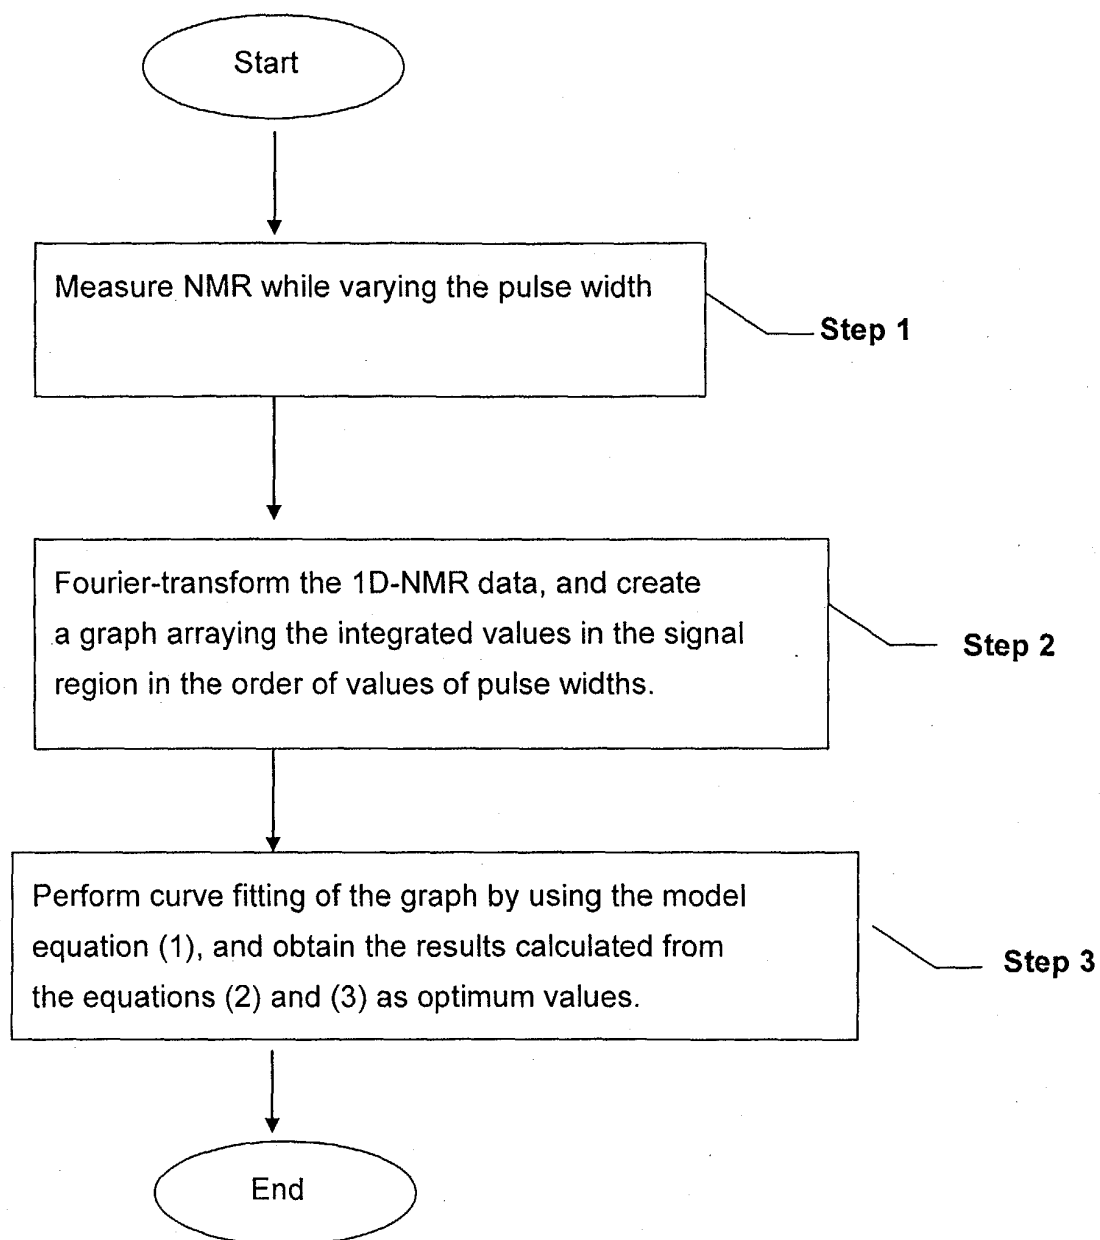 Start
Measure NMR while varying the pulse width
Step 1
Fourier-transform the 1D-NMR data, and create
a graph arraying the integrated values in the signal
region in the order of values of pulse widths.
Step 2
Perform curve fitting of the graph by using the model
equation (1), and obtain the results calculated from
the equations (2) and (3) as optimum values.
Step 3
End